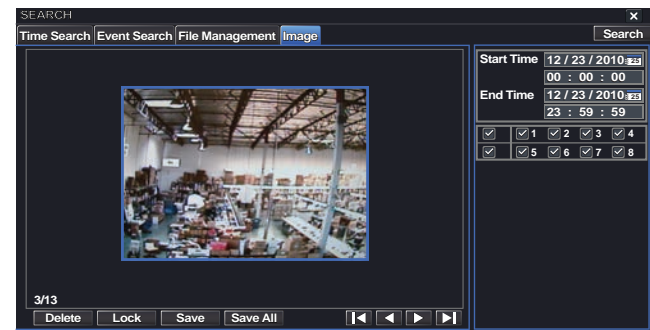 SEARCH
Time Search Event Search File Management Image Search
Start Time 12 / 23 / 2010
00 : 00 : 00
End Time 12 / 23 / 2010
23 : 59 : 59
1 2 3 4
5 6 7 8
3/13
Delete Lock Save Save All